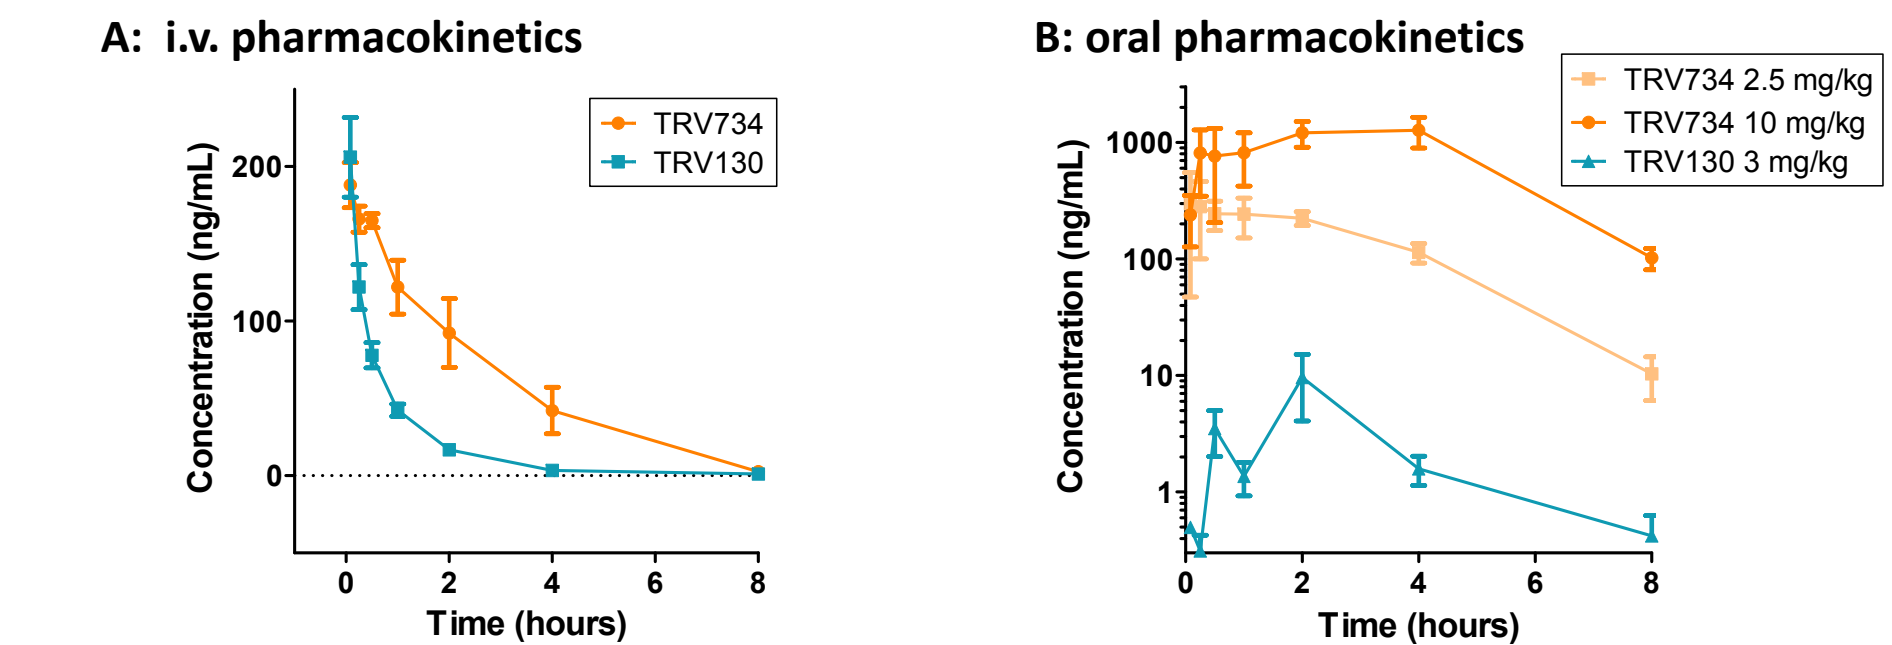 A: i.v. pharmacokinetics
TRV734
TRV130
Concentration (ng/mL)
200
100
0
0 2 4 6 8
Time (hours)
B: oral pharmacokinetics
TRV734 2.5 mg/kg
TRV734 10 mg/kg
TRV130 3 mg/kg
Concentration (ng/mL)
1000
100
10
1
0 2 4 6 8
Time (hours)